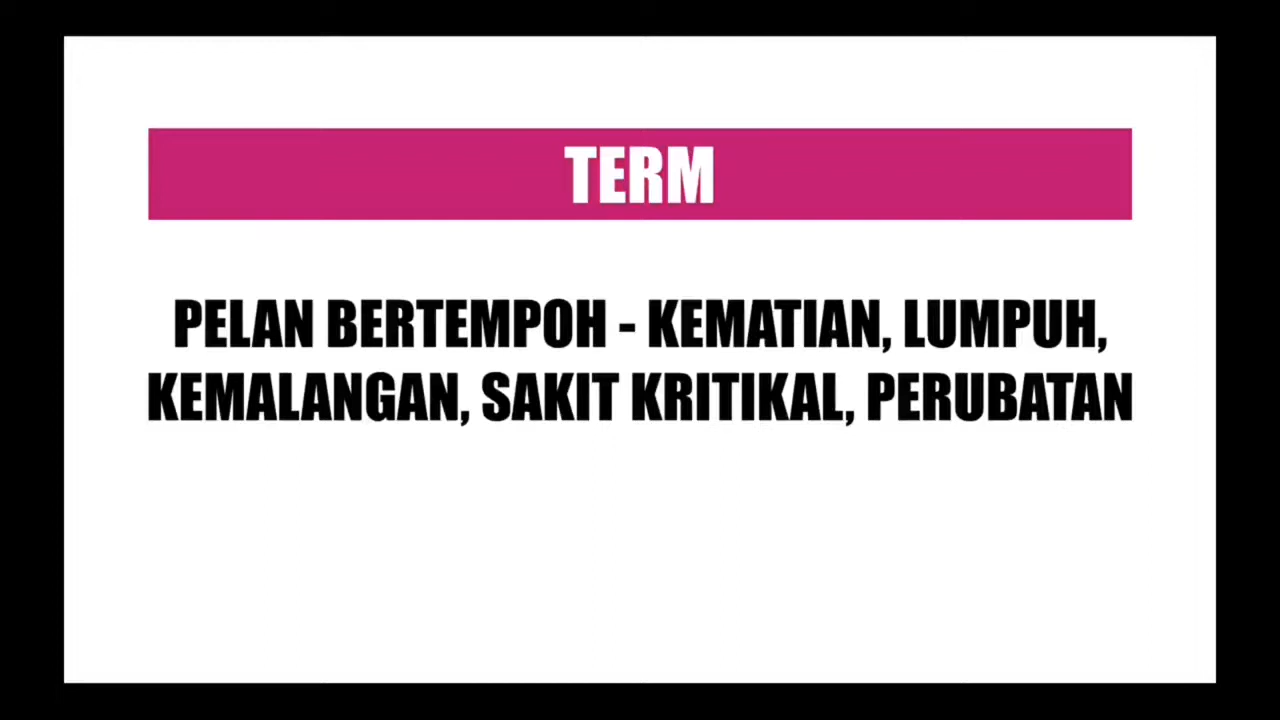 TERM
PELAN BERTEMPOH - KEMATIAN, LUMPUH,
KEMALANGAN, SAKIT KRITIKAL, PERUBATAN